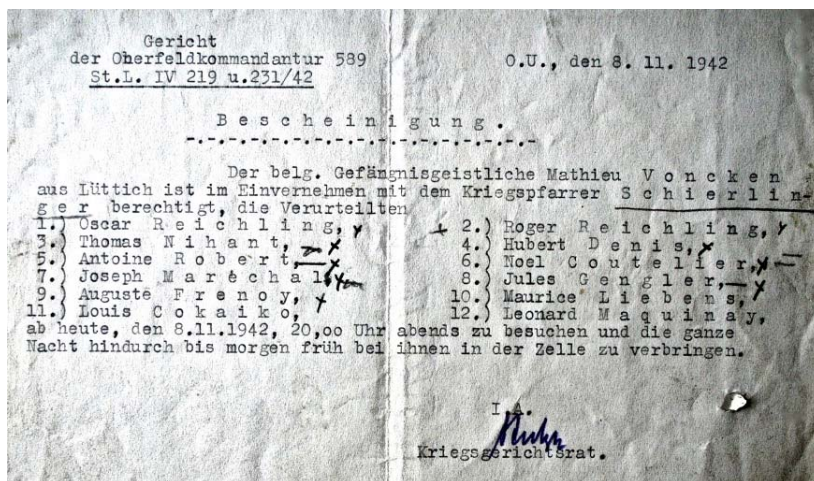 Gericht
der Oberfeldkommandantur 589
St.L. IV 219 u.231/42
O.U., den 8. 11. 1942
B e s c h e i n i g u n g .
-.-.-.-.-.-.-.-.-.-.-.-.-.-.-.-
Der belg. Gefängnisgeistliche Mathieu V o n c k e n
aus Lüttich ist im Einvernehmen mit dem Kriegspfarrer S c h i e r l i n-
g e r berechtigt, die Verurteilten
1.) Oscar R e i c h l i n g, 2.) Roger R e i c h l i n g,
3.) Thomas N i h a n t, 4.) Hubert D e n i s,
5.) Antoine R o b e r t, 6.) Noel C o u t e l i e r,
7.) Joseph M a r é c h a l, 8.) Jules G e n g l e r,
9.) Auguste F r e n o y, 10.) Maurice L i e b e n s,
11.) Louis C o k a i k o, 12.) Leonard M a q u i n a y,
ab heute, den 8.11.1942, 20,oo Uhr abends zu besuchen und die ganze
Nacht hindurch bis morgen früh bei ihnen in der Zelle zu verbringen.
I.A.
Kriegsgerichtsrat.